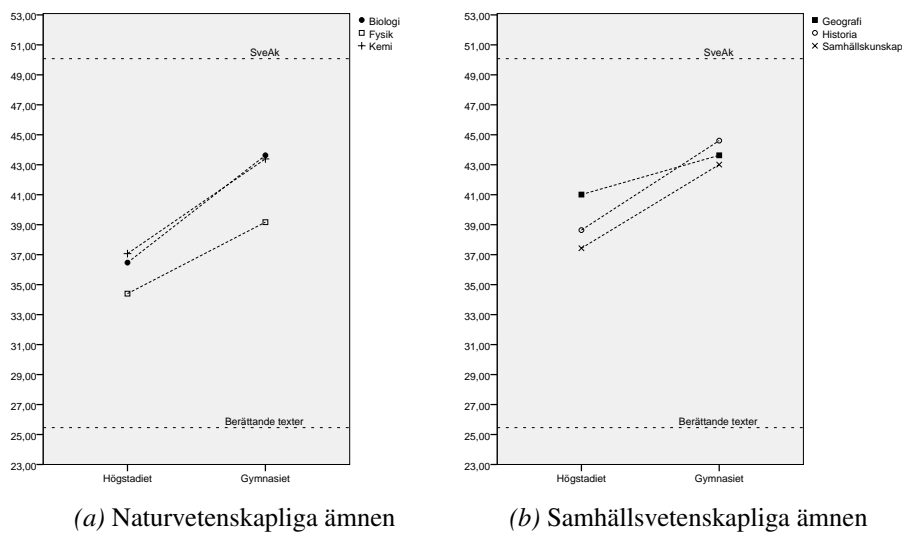 53,00
51,00
49,00
47,00
45,00
43,00
41,00
39,00
37,00
35,00
33,00
31,00
29,00
27,00
25,00
23,00
SveAk
Berättande texter
Högstadiet Gymnasiet
Biologi
Fysik
Kemi
(a) Naturvetenskapliga ämnen
53,00
51,00
49,00
47,00
45,00
43,00
41,00
39,00
37,00
35,00
33,00
31,00
29,00
27,00
25,00
23,00
SveAk
Berättande texter
Högstadiet Gymnasiet
Geografi
Historia
Samhällskunskap
(b) Samhällsvetenskapliga ämnen